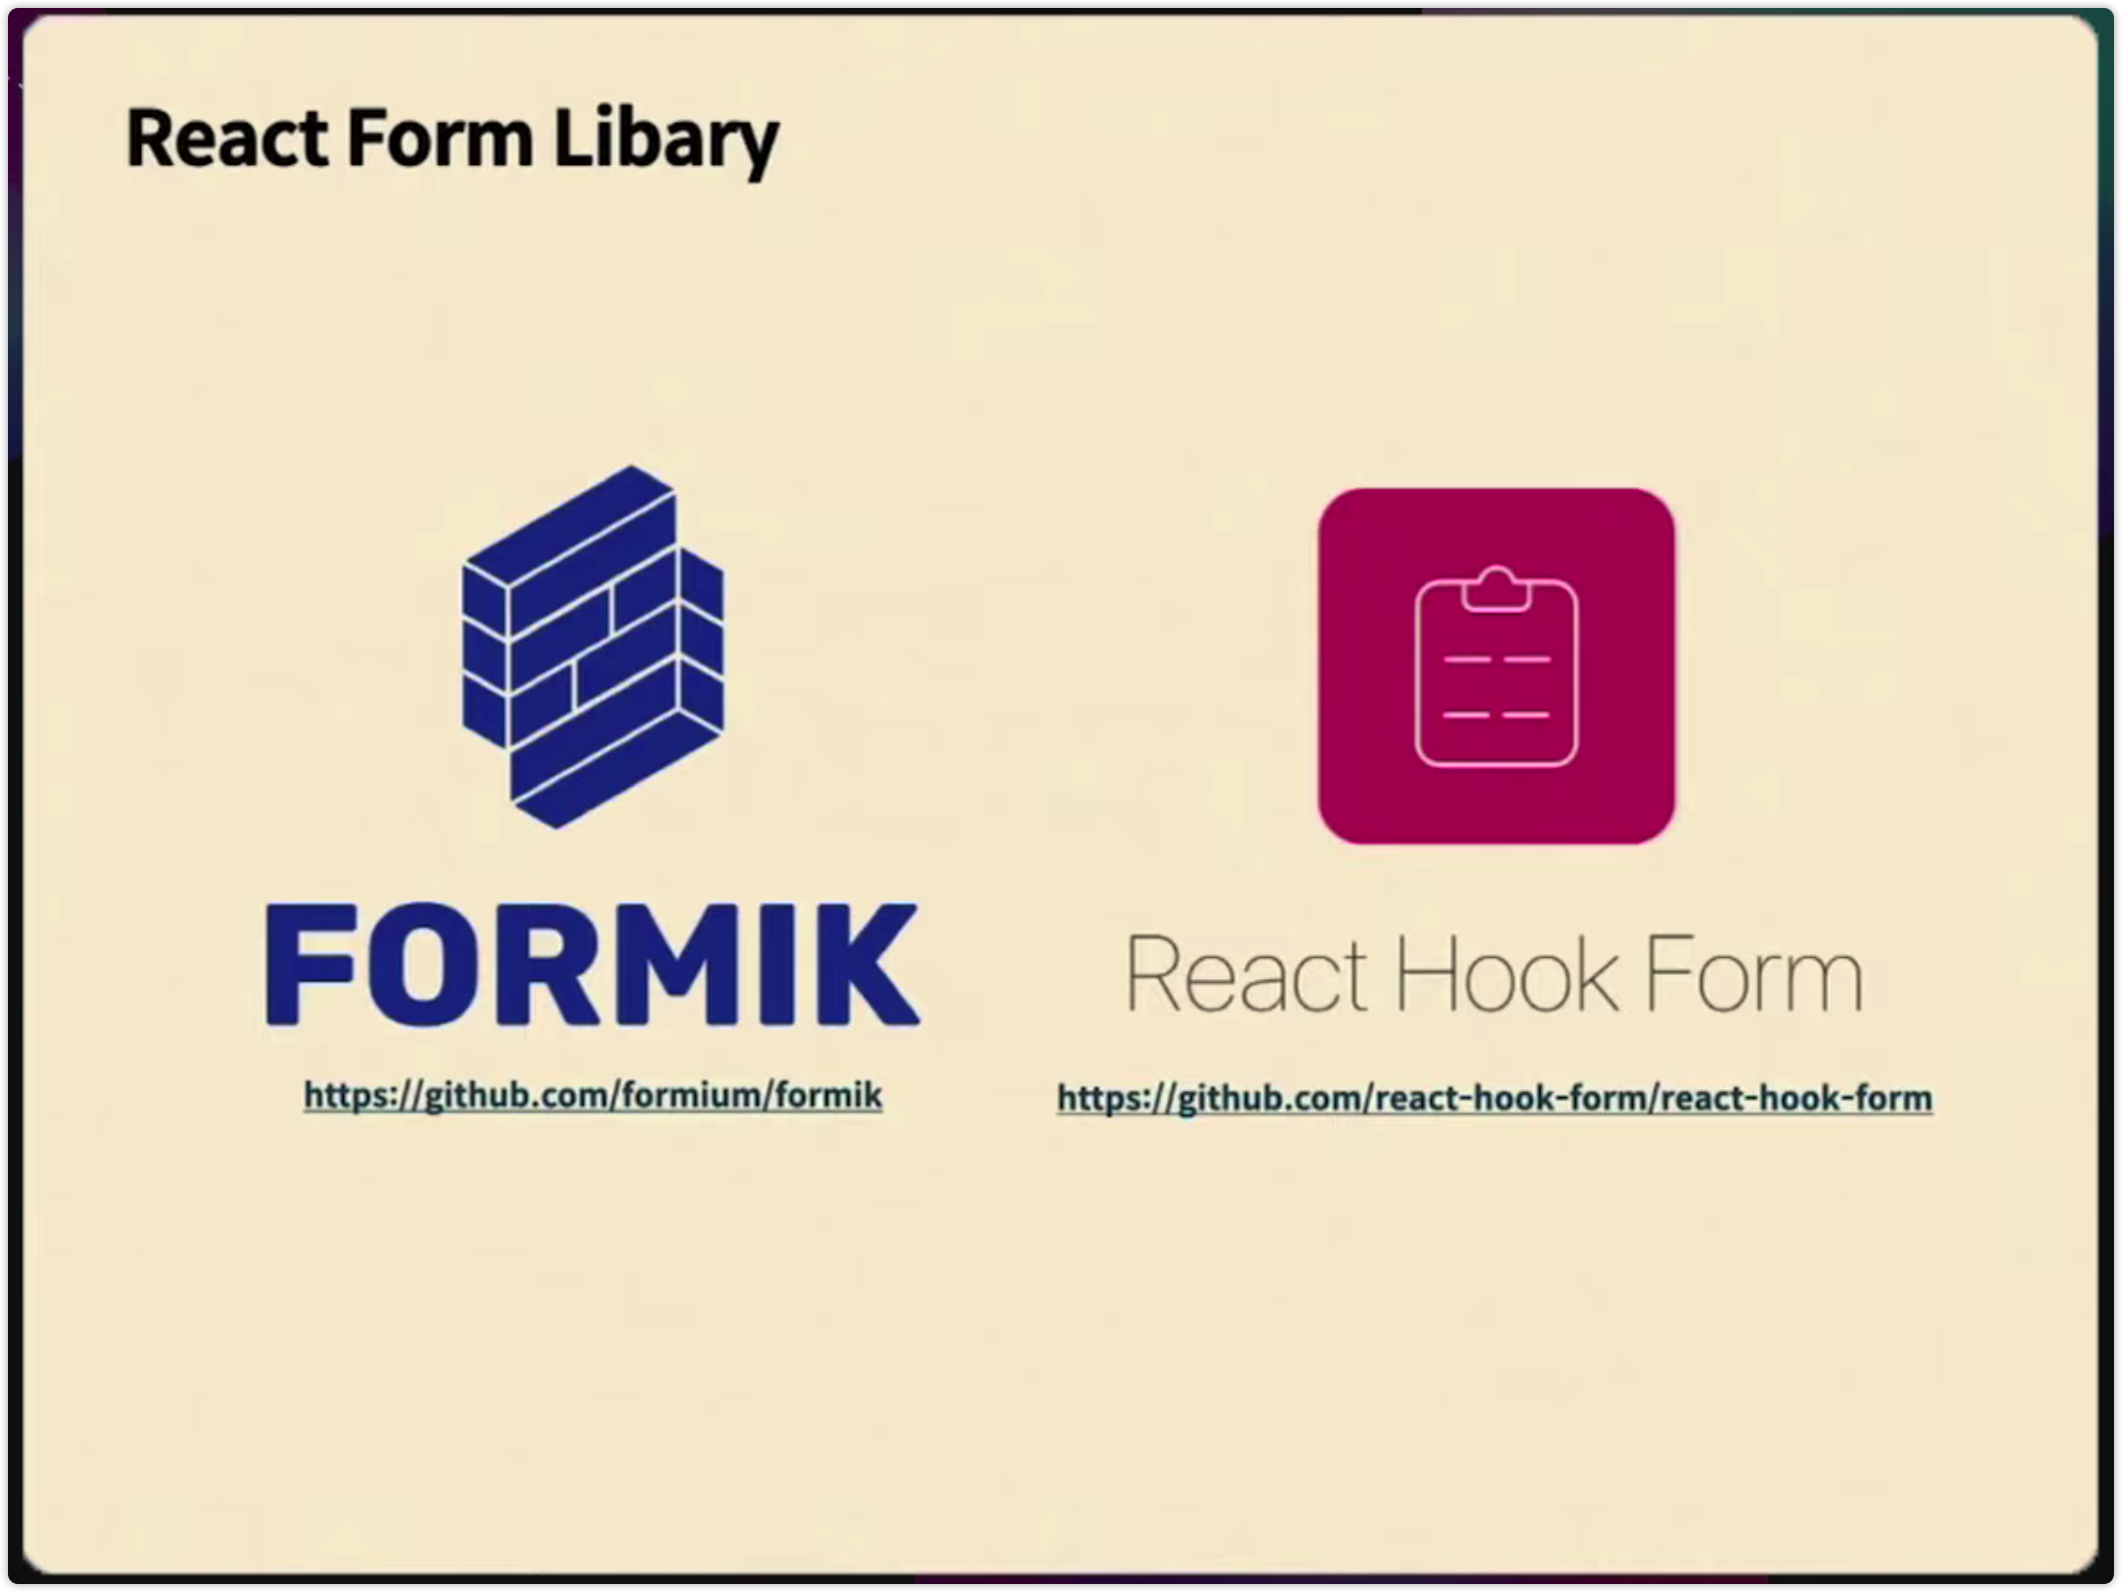 React Form Libary
FORMIK
React Hook Form
https://github.com/formium/formik
https://github.com/react-hook-form/react-hook-form